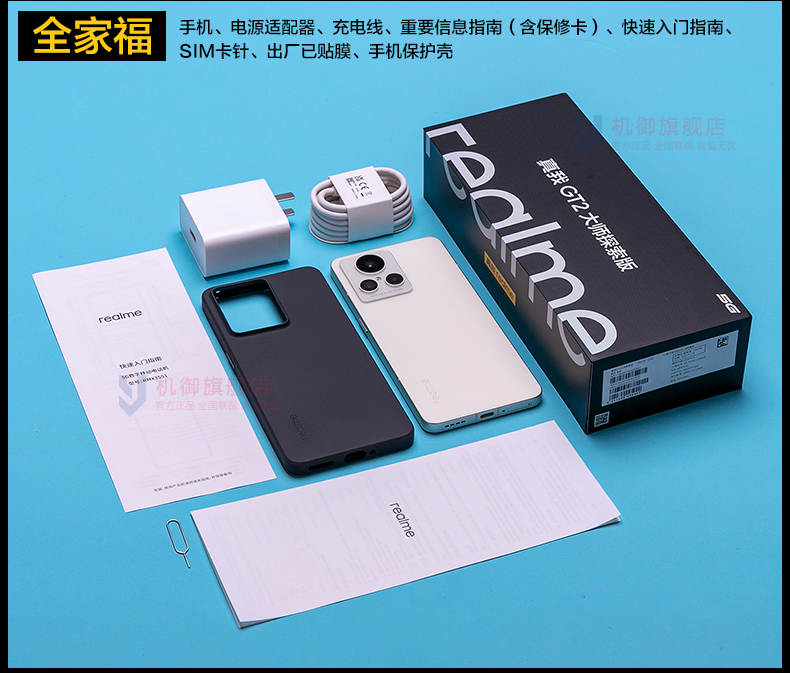 全家福
手机、电源适配器、充电线、重要信息指南（含保修卡）、快速入门指南、
SIM卡针、出厂已贴膜、手机保护壳
机御旗舰店
官方正品 全国联保
realme
真我 GT2 大师探索版
5G
realme
快速入门指南
5G数字移动电话机
型号: RMX3551
机御旗舰店
官方正品 全国联保
realme
realme
realme